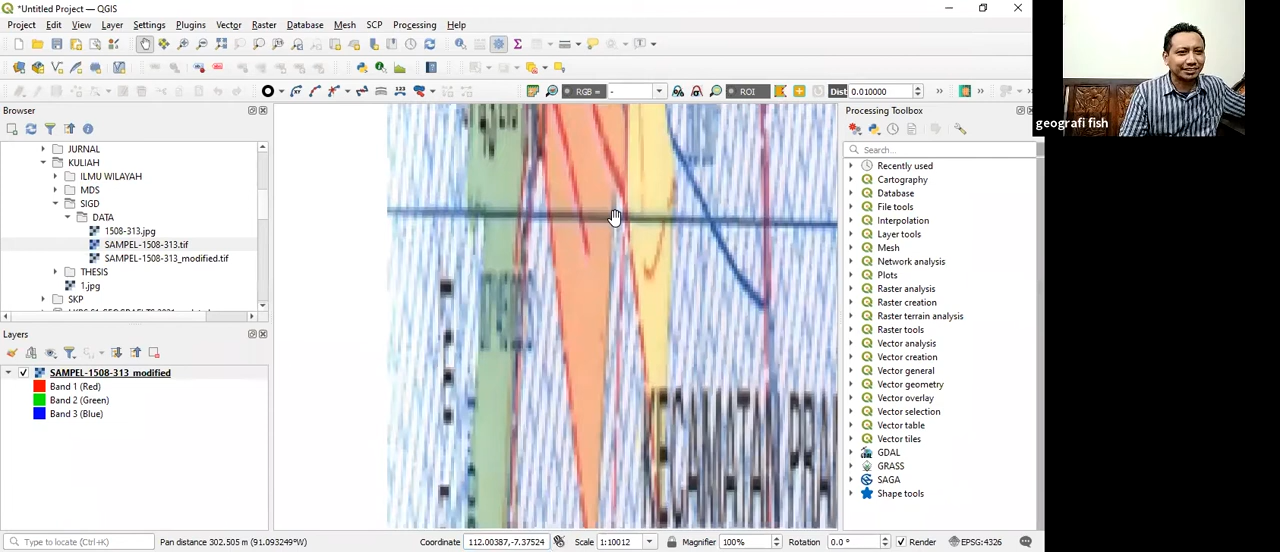 *Untitled Project — QGIS
Project Edit View Layer Settings Plugins Vector Raster Database Mesh SCP Processing Help
RGB = - ROI Dist 0.010000
Browser
JURNAL
KULIAH
ILMU WILAYAH
MDS
SIGD
DATA
1508-313.jpg
SAMPEL-1508-313.tif
SAMPEL-1508-313_modified.tif
THESIS
1.jpg
SKP
Layers
SAMPEL-1508-313_modified
Band 1 (Red)
Band 2 (Green)
Band 3 (Blue)
Processing Toolbox
Search...
Recently used
Cartography
Database
File tools
Interpolation
Layer tools
Mesh
Network analysis
Plots
Raster analysis
Raster creation
Raster terrain analysis
Raster tools
Vector analysis
Vector creation
Vector general
Vector geometry
Vector overlay
Vector selection
Vector table
Vector tiles
GDAL
GRASS
SAGA
Shape tools
Type to locate (Ctrl+K) Pan distance 302.505 m (91.093249°W) Coordinate 112.00387,-7.37524 Scale 1:10012 Magnifier 100% Rotation 0.0 ° Render EPSG:4326
geografi fish